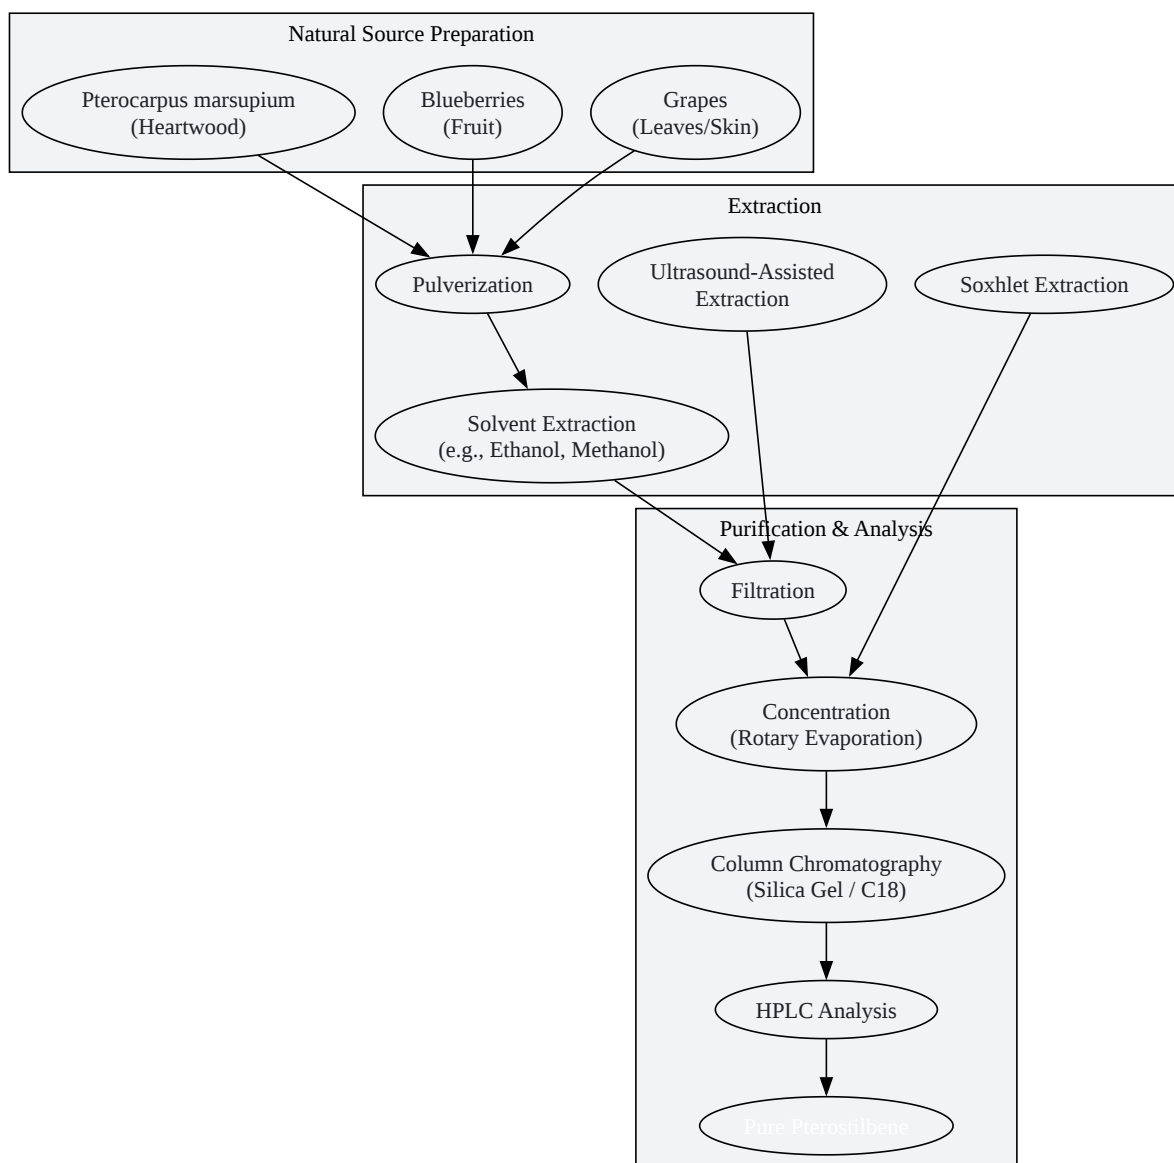 Natural Source Preparation
Pterocarpus marsupium
(Heartwood)
Blueberries
(Fruit)
Grapes
(Leaves/Skin)
Extraction
Pulverization
Ultrasound-Assisted
Extraction
Soxhlet Extraction
Solvent Extraction
(e.g., Ethanol, Methanol)
Purification & Analysis
Filtration
Concentration
(Rotary Evaporation)
Column Chromatography
(Silica Gel / C18)
HPLC Analysis
Pure Pterostilbene